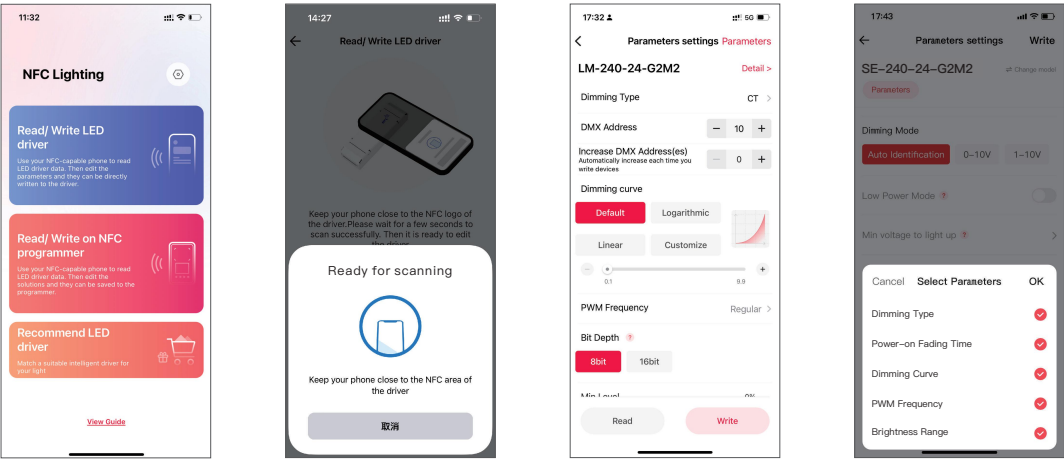 11:32
NFC Lighting
Read/ Write LED
driver
Use your NFC-capable phone to read
LED driver data. Then edit the
parameters and they can be directly
written to the driver.
Read/ Write on NFC
programmer
Use your NFC-capable phone to read
LED driver data. Then edit the
solutions and they can be saved to the
programmer.
Recommend LED
driver
Match a suitable intelligent driver for
your light
View Guide
14:27
Read/ Write LED driver
Keep your phone close to the NFC logo of
the driver.Please wait for a few seconds to
scan successfully. Then it is ready to edit
the driver
Ready for scanning
Keep your phone close to the NFC area of
the driver
取消
17:32
5G
Parameters settings Parameters
LM-240-24-G2M2 Detail >
Dimming Type CT >
DMX Address − 10 +
Increase DMX Address(es)
Automatically increase each time you
write devices
− 0 +
Dimming curve
Default Logarithmic
Linear Customize
− +
0.1 9.9
PWM Frequency Regular >
Bit Depth ?
8bit 16bit
Min Level 0%
Read Write
17:43
Parameters settings Write
SE-240-24-G2M2 ⇌ Change model
Parameters
Dimming Mode
Auto Identification 0-10V 1-10V
Low Power Mode ?
Min voltage to light up ? >
Cancel Select Parameters OK
Dimming Type
Power-on Fading Time
Dimming Curve
PWM Frequency
Brightness Range